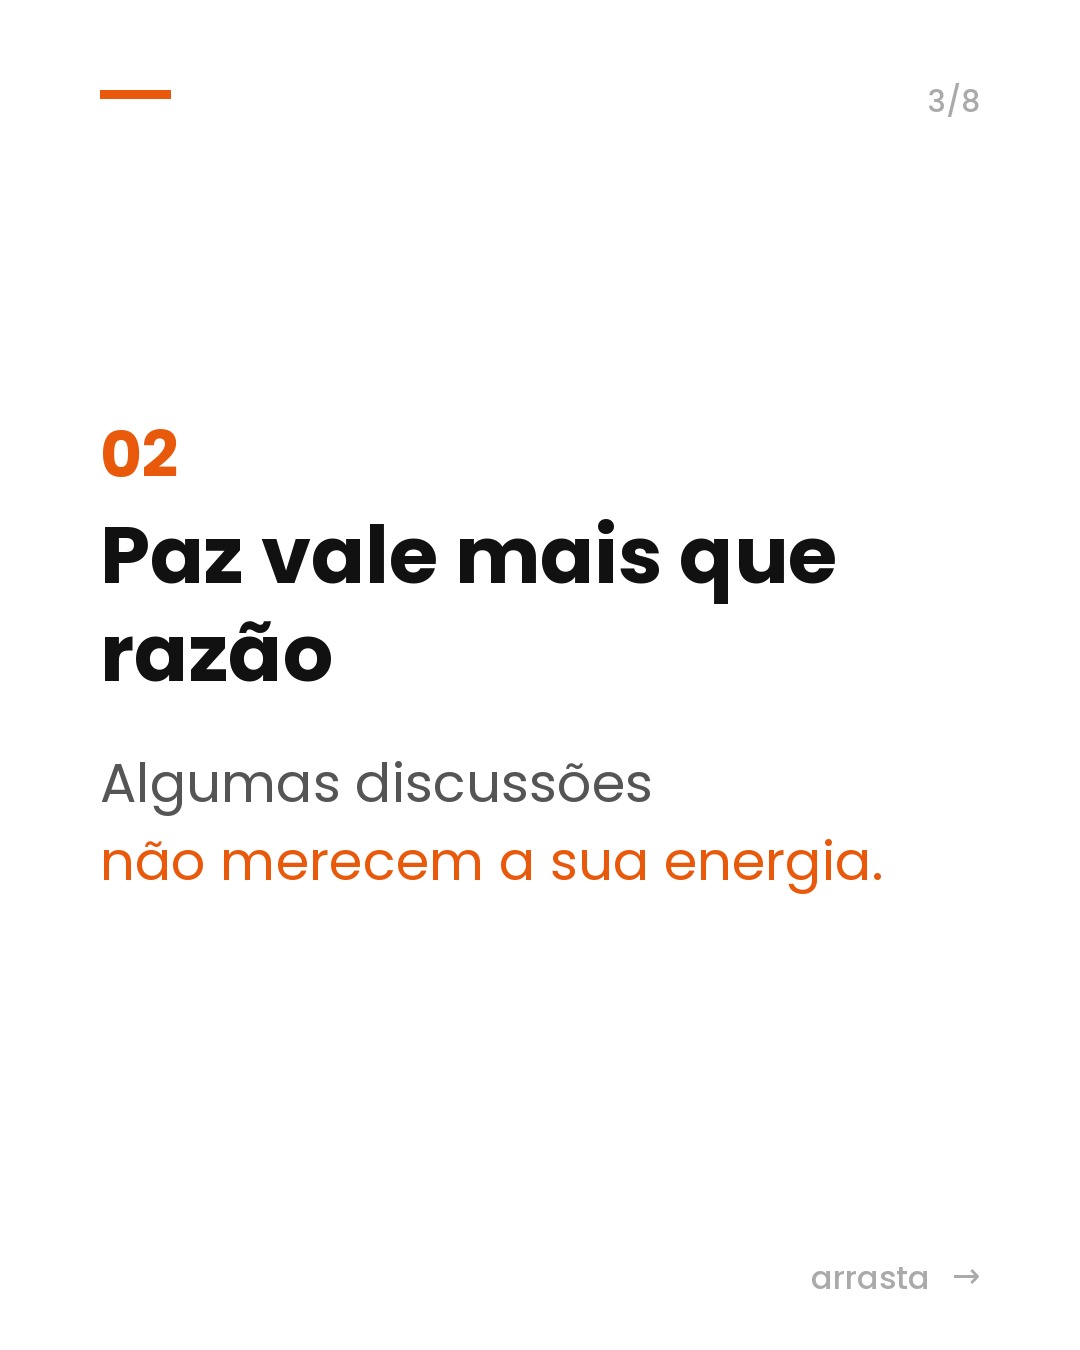 3/8
02
Paz vale mais que
razão
Algumas discussões
não merecem a sua energia.
arrasta →